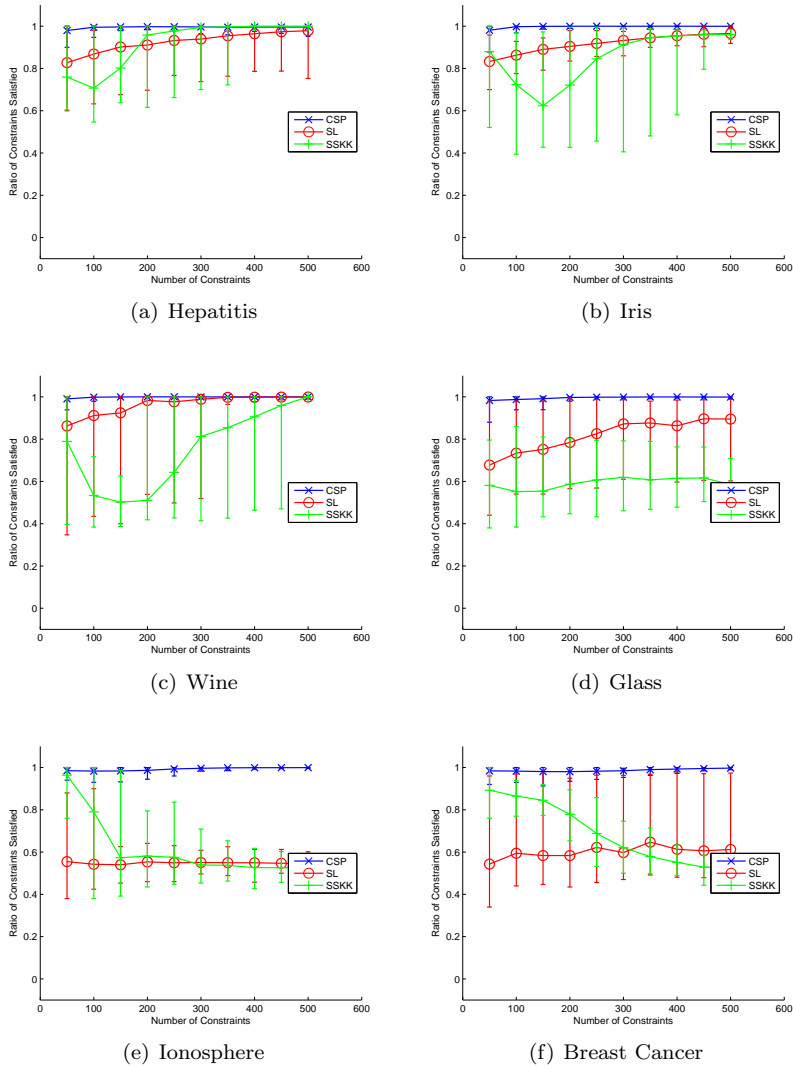 1
0.8
0.6
0.4
0.2
0
0 100 200 300 400 500 600
Ratio of Constraints Satisfied
Number of Constraints
CSP
SL
SSKK
(a) Hepatitis
1
0.8
0.6
0.4
0.2
0
0 100 200 300 400 500 600
Ratio of Constraints Satisfied
Number of Constraints
CSP
SL
SSKK
(b) Iris
1
0.8
0.6
0.4
0.2
0
0 100 200 300 400 500 600
Ratio of Constraints Satisfied
Number of Constraints
CSP
SL
SSKK
(c) Wine
1
0.8
0.6
0.4
0.2
0
0 100 200 300 400 500 600
Ratio of Constraints Satisfied
Number of Constraints
CSP
SL
SSKK
(d) Glass
1
0.8
0.6
0.4
0.2
0
0 100 200 300 400 500 600
Ratio of Constraints Satisfied
Number of Constraints
CSP
SL
SSKK
(e) Ionosphere
1
0.8
0.6
0.4
0.2
0
0 100 200 300 400 500 600
Ratio of Constraints Satisfied
Number of Constraints
CSP
SL
SSKK
(f) Breast Cancer